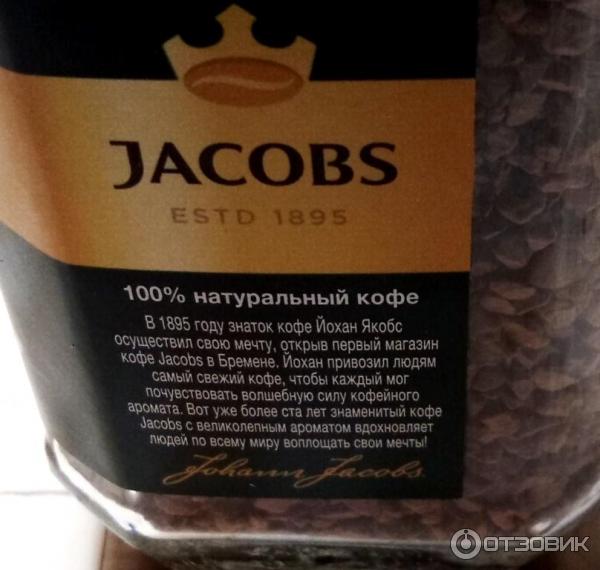 JACOBS
ESTD 1895
100% натуральный кофе
В 1895 году знаток кофе Йохан Якобс
осуществил свою мечту, открыв первый магазин
кофе Jacobs в Бремене. Йохан привозил людям
самый свежий кофе, чтобы каждый мог
почувствовать волшебную силу кофейного
аромата. Вот уже более ста лет знаменитый кофе
Jacobs с великолепным ароматом вдохновляет
людей по всему миру воплощать свои мечты!
Johann Jacobs
ОТЗОВИК